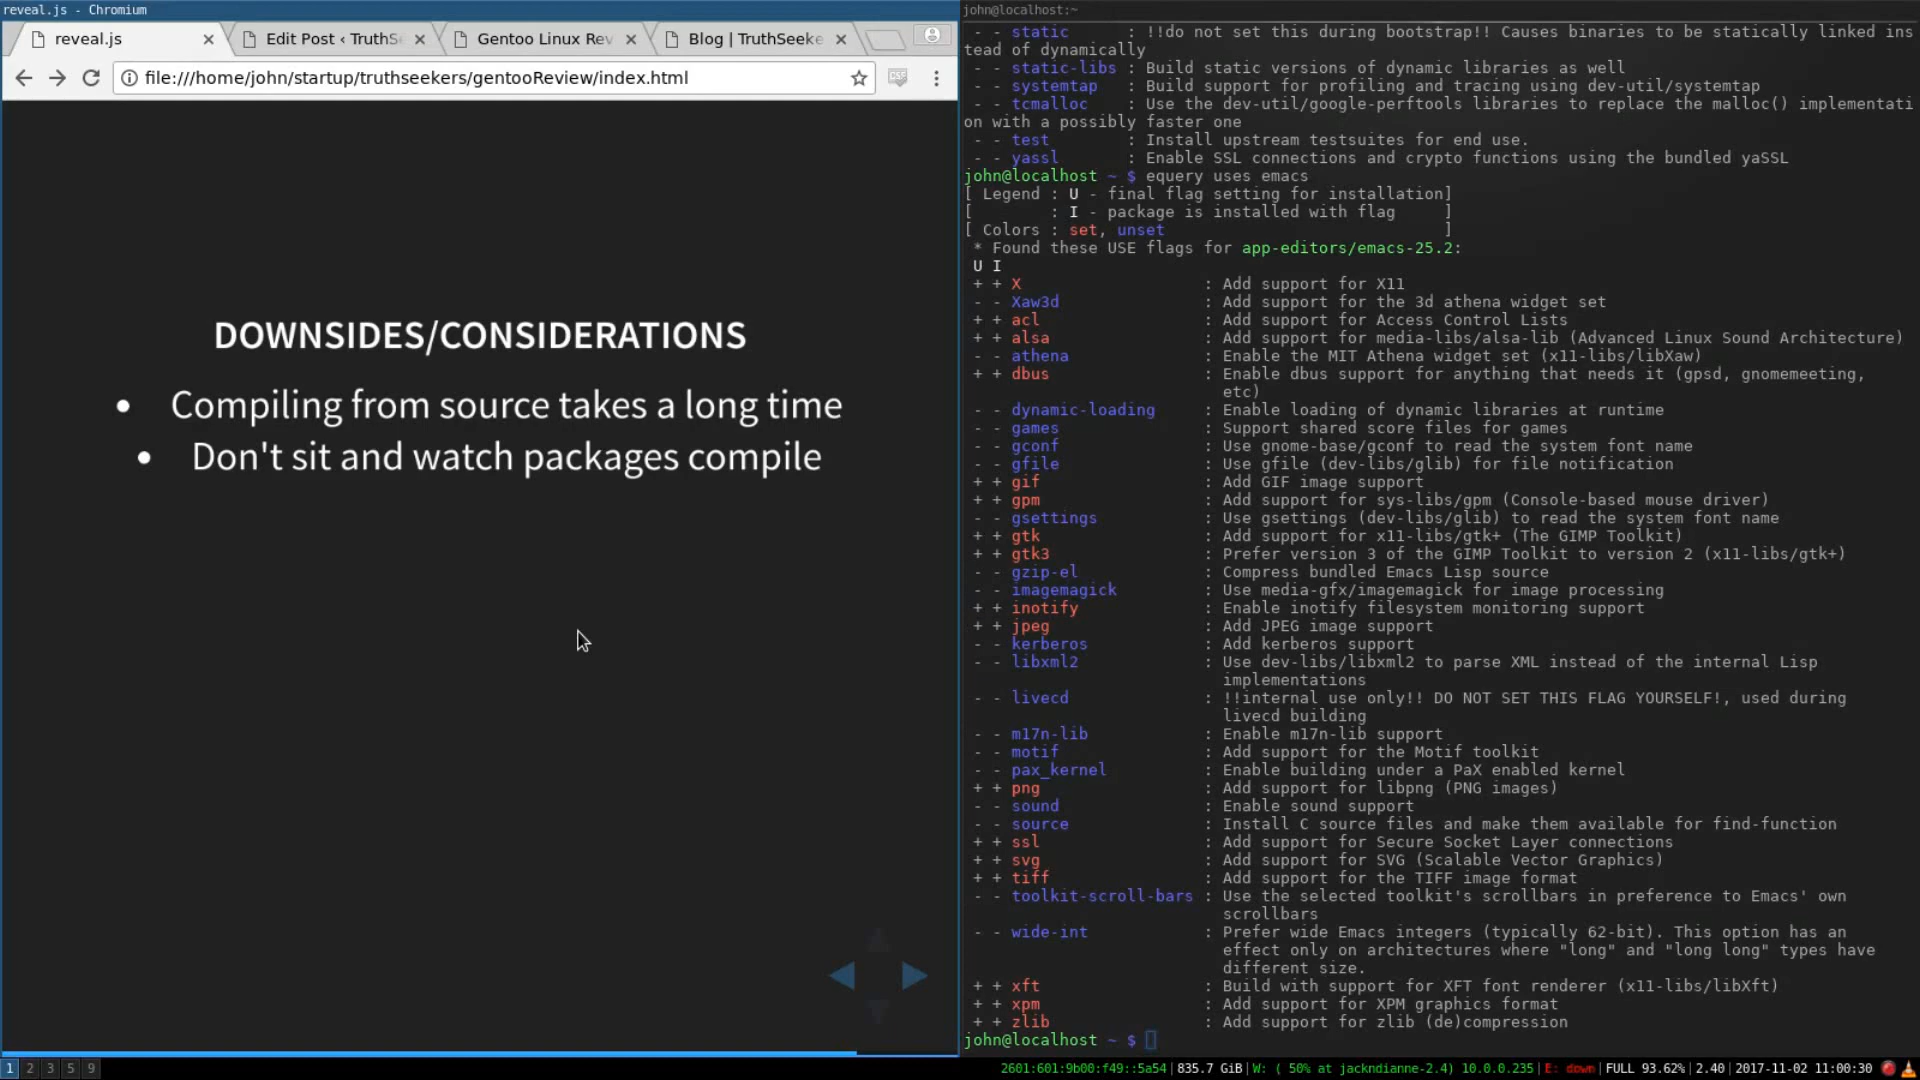 reveal.js - Chromium
reveal.js
Edit Post ‹ TruthS
Gentoo Linux Rev
Blog | TruthSeeke
file:///home/john/startup/truthseekers/gentooReview/index.html
DOWNSIDES/CONSIDERATIONS
• Compiling from source takes a long time
• Don't sit and watch packages compile
john@localhost:~
- - static : !!do not set this during bootstrap!! Causes binaries to be statically linked ins
tead of dynamically
- - static-libs : Build static versions of dynamic libraries as well
- - systemtap : Build support for profiling and tracing using dev-util/systemtap
- - tcmalloc : Use the dev-util/google-perftools libraries to replace the malloc() implementati
on with a possibly faster one
- - test : Install upstream testsuites for end use.
- - yassl : Enable SSL connections and crypto functions using the bundled yaSSL
john@localhost ~ $ equery uses emacs
[ Legend : U - final flag setting for installation]
[ : I - package is installed with flag ]
[ Colors : set, unset ]
* Found these USE flags for app-editors/emacs-25.2:
U I
+ + X : Add support for X11
- - Xaw3d : Add support for the 3d athena widget set
+ + acl : Add support for Access Control Lists
+ + alsa : Add support for media-libs/alsa-lib (Advanced Linux Sound Architecture)
- - athena : Enable the MIT Athena widget set (x11-libs/libXaw)
+ + dbus : Enable dbus support for anything that needs it (gpsd, gnomemeeting,
etc)
- - dynamic-loading : Enable loading of dynamic libraries at runtime
- - games : Support shared score files for games
- - gconf : Use gnome-base/gconf to read the system font name
- - gfile : Use gfile (dev-libs/glib) for file notification
+ + gif : Add GIF image support
+ + gpm : Add support for sys-libs/gpm (Console-based mouse driver)
- - gsettings : Use gsettings (dev-libs/glib) to read the system font name
+ + gtk : Add support for x11-libs/gtk+ (The GIMP Toolkit)
+ + gtk3 : Prefer version 3 of the GIMP Toolkit to version 2 (x11-libs/gtk+)
- - gzip-el : Compress bundled Emacs Lisp source
- - imagemagick : Use media-gfx/imagemagick for image processing
+ + inotify : Enable inotify filesystem monitoring support
+ + jpeg : Add JPEG image support
- - kerberos : Add kerberos support
- - libxml2 : Use dev-libs/libxml2 to parse XML instead of the internal Lisp
implementations
- - livecd : !!internal use only!! DO NOT SET THIS FLAG YOURSELF!, used during
livecd building
- - m17n-lib : Enable m17n-lib support
- - motif : Add support for the Motif toolkit
- - pax_kernel : Enable building under a PaX enabled kernel
+ + png : Add support for libpng (PNG images)
- - sound : Enable sound support
- - source : Install C source files and make them available for find-function
+ + ssl : Add support for Secure Socket Layer connections
+ + svg : Add support for SVG (Scalable Vector Graphics)
+ + tiff : Add support for the TIFF image format
- - toolkit-scroll-bars : Use the selected toolkit's scrollbars in preference to Emacs' own
scrollbars
- - wide-int : Prefer wide Emacs integers (typically 62-bit). This option has an
effect only on architectures where "long" and "long long" types have
different size.
+ + xft : Build with support for XFT font renderer (x11-libs/libXft)
+ + xpm : Add support for XPM graphics format
+ + zlib : Add support for zlib (de)compression
john@localhost ~ $
1 2 3 5 9
2601:601:9b00:f49::5a54|835.7 GiB|W: ( 50% at jackndianne-2.4) 10.0.0.235|E: down|FULL 93.62%|2.40|2017-11-02 11:00:30